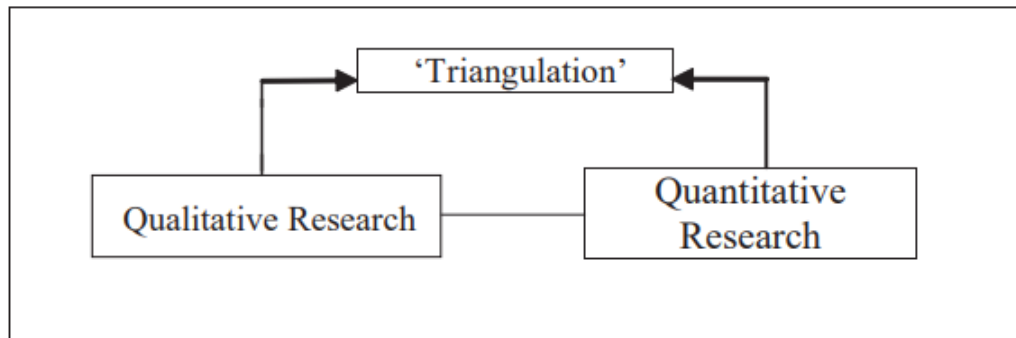 ‘Triangulation’
Qualitative Research
Quantitative
Research